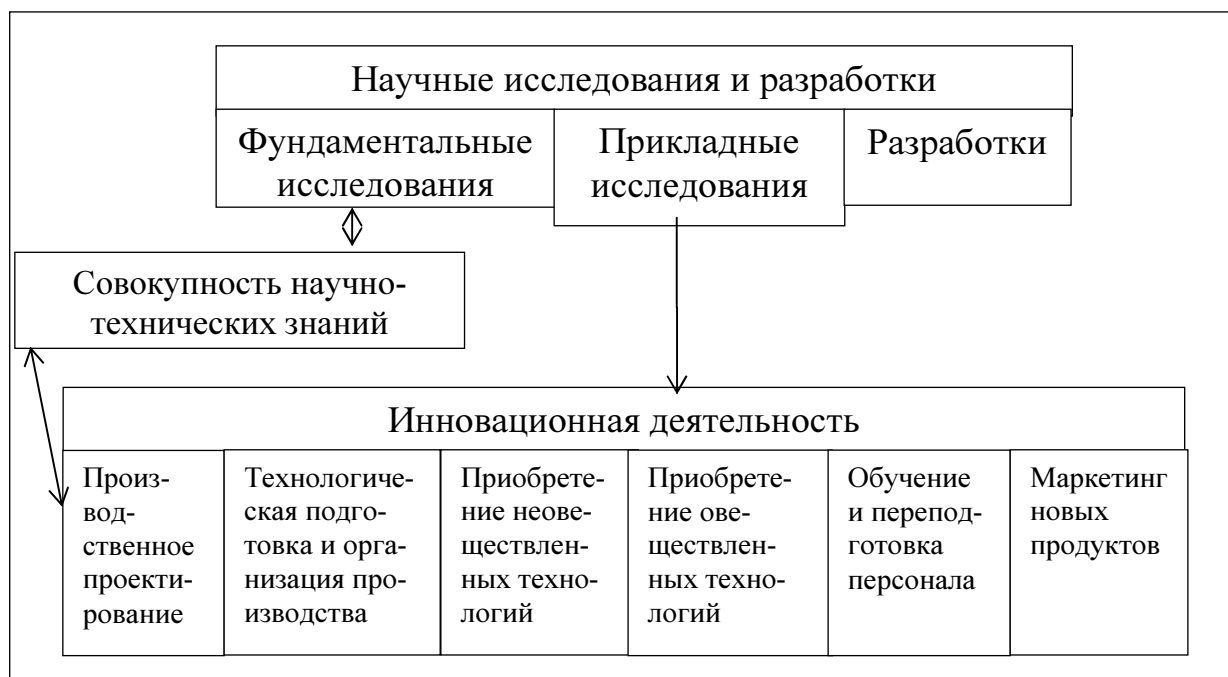 Научные исследования и разработки
Фундаментальные
исследования
Прикладные
исследования
Разработки
Совокупность научно-
технических знаний
Инновационная деятельность
Произ-
вод-
ственное
проекти-
рование
Технологиче-
ская подго-
товка и орга-
низация про-
изводства
Приобрете-
ние неове-
ществлен-
ных техно-
логий
Приобрете-
ние ове-
ществлен-
ных техно-
логий
Обучение
и перепод-
готовка
персонала
Маркетинг
новых
продуктов